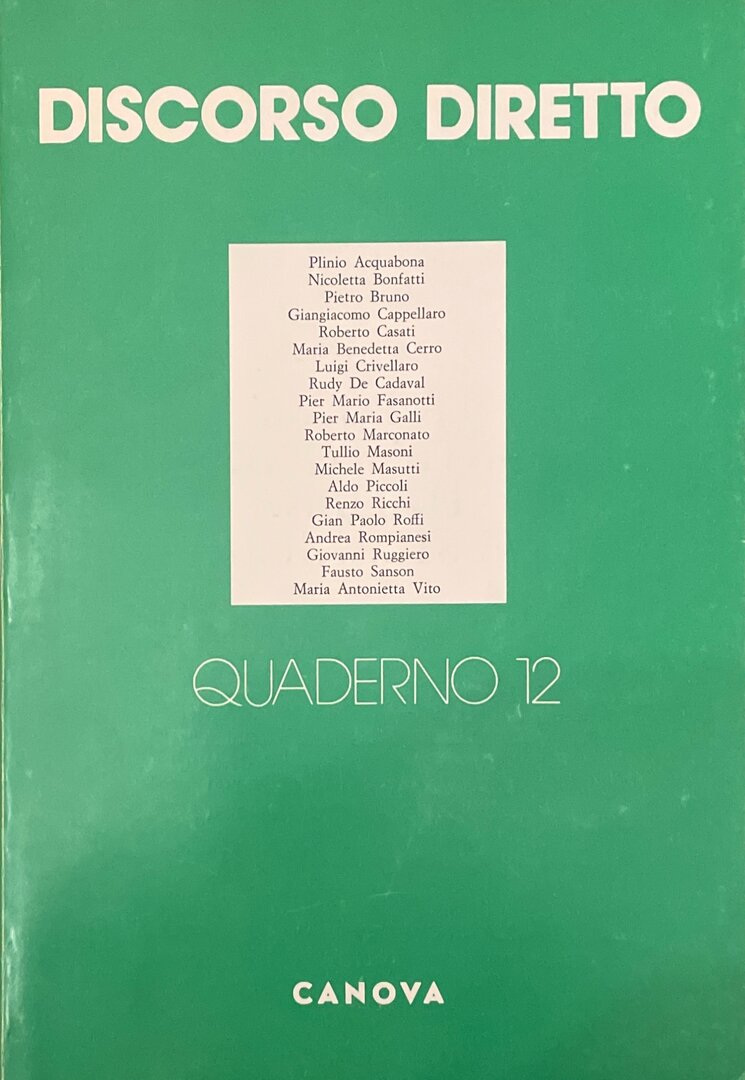 DISCORSO DIRETTO
Plinio Acquabona
Nicoletta Bonfatti
Pietro Bruno
Giangiacomo Cappellaro
Roberto Casati
Maria Benedetta Cerro
Luigi Crivellaro
Rudy De Cadaval
Pier Mario Fasanotti
Pier Maria Galli
Roberto Marconato
Tullio Masoni
Michele Masutti
Aldo Piccoli
Renzo Ricchi
Gian Paolo Roffi
Andrea Rompianesi
Giovanni Ruggiero
Fausto Sanson
Maria Antonietta Vito
QUADERNO 12
CANOVA